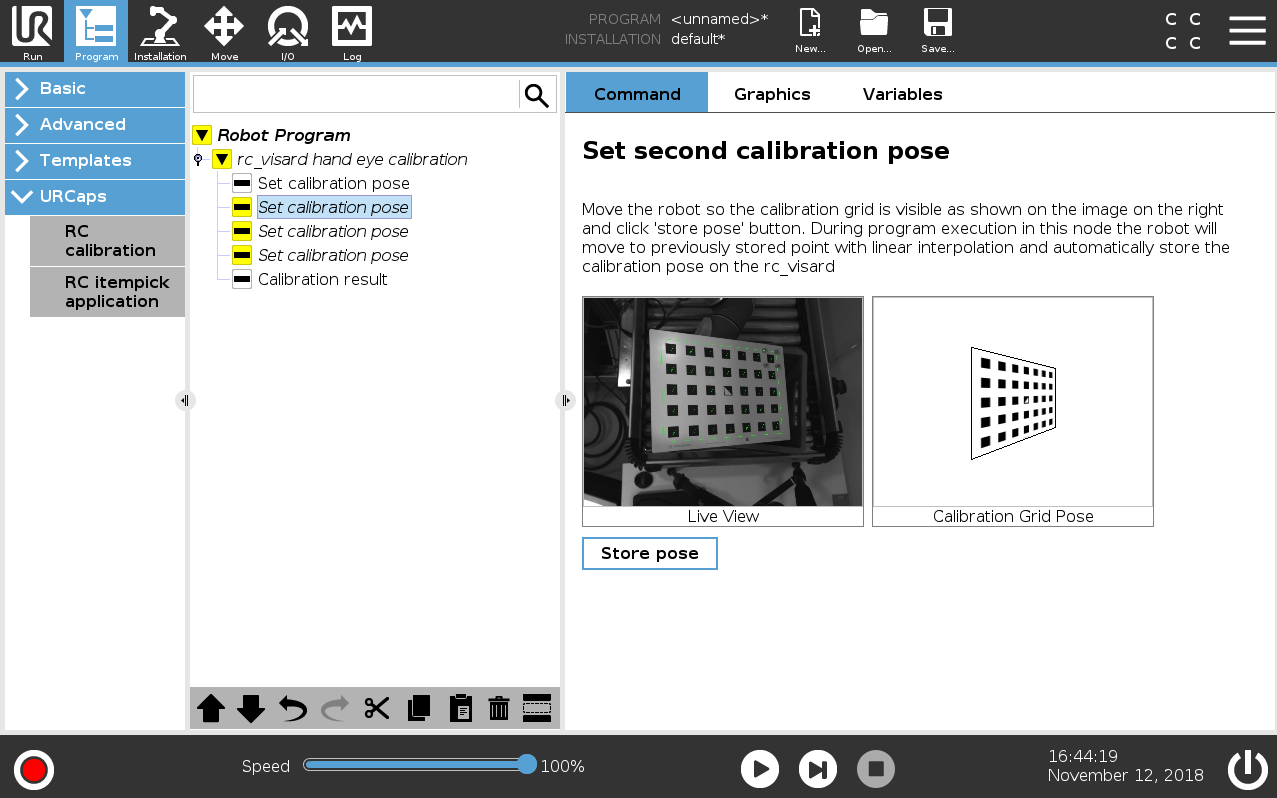 PROGRAM <unnamed>*
INSTALLATION default*
C C
C C
UR
Run
Program
Installation
Move
I/O
Log
New...
Open...
Save...
Basic
Advanced
Templates
URCaps
RC
calibration
RC itempick
application
Robot Program
rc_visard hand eye calibration
Set calibration pose
Set calibration pose
Set calibration pose
Set calibration pose
Calibration result
Command
Graphics
Variables
Set second calibration pose
Move the robot so the calibration grid is visible as shown on the image on the right
and click 'store pose' button. During program execution in this node the robot will
move to previously stored point with linear interpolation and automatically store the
calibration pose on the rc_visard
Live View
Calibration Grid Pose
Store pose
Speed
100%
16:44:19
November 12, 2018